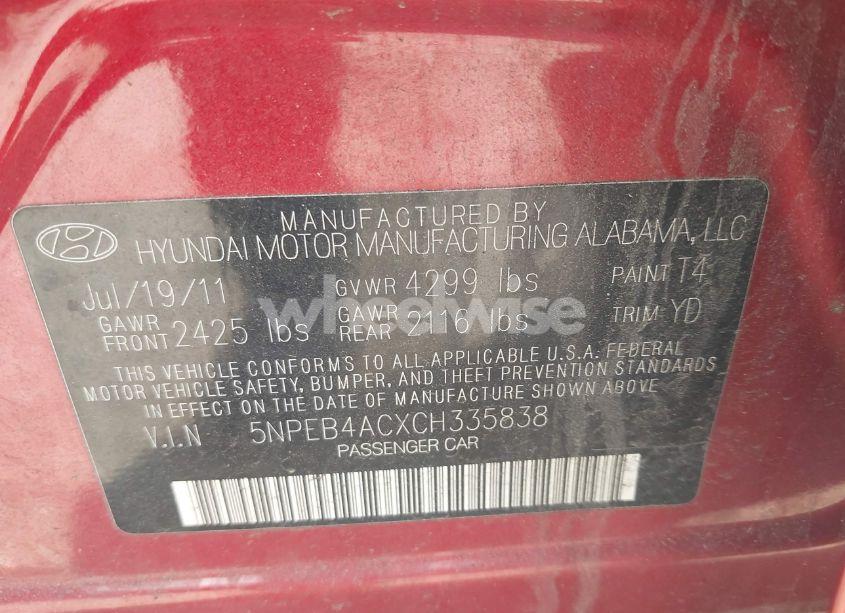 MANUFACTURED BY
HYUNDAI MOTOR MANUFACTURING ALABAMA, LLC
Jul/19/11 GVWR 4299 lbs PAINT T4
GAWR FRONT 2425 lbs GAWR REAR 2116 lbs TRIM YD
wheelwise
THIS VEHICLE CONFORMS TO ALL APPLICABLE U.S.A. FEDERAL
MOTOR VEHICLE SAFETY, BUMPER, AND THEFT PREVENTION STANDARDS
IN EFFECT ON THE DATE OF MANUFACTURE SHOWN ABOVE
V.I.N 5NPEB4ACXCH335838
PASSENGER CAR